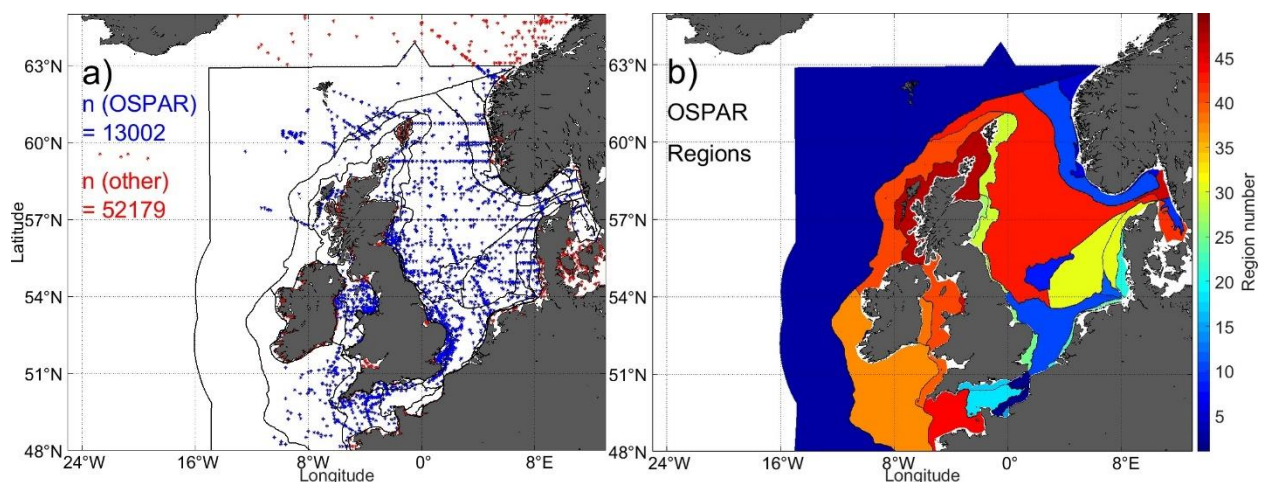 a)
n (OSPAR)
= 13002
n (other)
= 52179
63°N
60°N
57°N
54°N
51°N
48°N
24°W
16°W
8°W
0°
8°E
Latitude
Longitude
b)
OSPAR
Regions
63°N
60°N
57°N
54°N
51°N
48°N
24°W
16°W
8°W
0°
8°E
Longitude
45
40
35
30
25
20
15
10
5
Region number